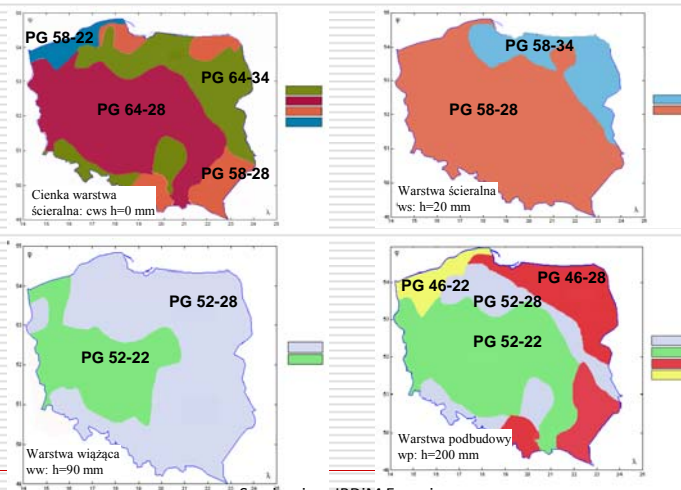 PG 58-22
PG 64-34
PG 64-28
PG 58-28
Cienka warstwa
ścieralna: cws h=0 mm
PG 58-34
PG 58-28
Warstwa ścieralna
ws: h=20 mm
PG 52-28
PG 52-22
Warstwa wiążąca
ww: h=90 mm
PG 46-22
PG 46-28
PG 52-28
PG 52-22
Warstwa podbudowy
wp: h=200 mm